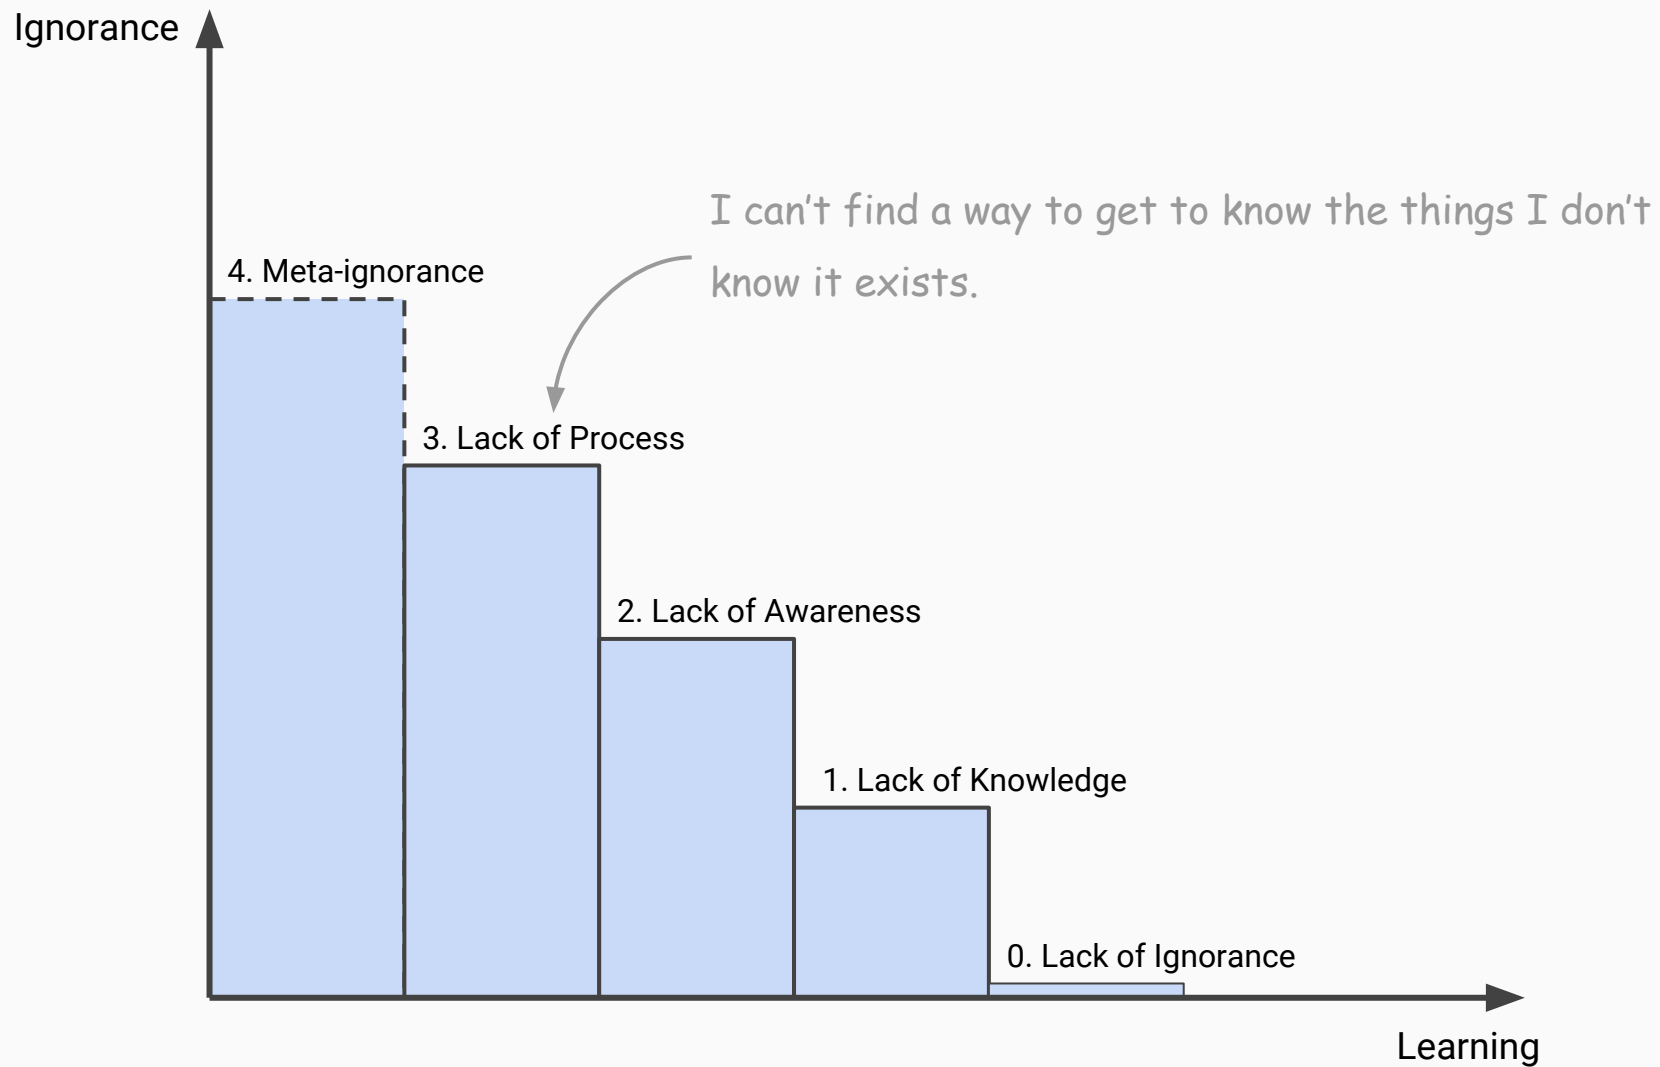 Ignorance
I can't find a way to get to know the things I don't
know it exists.
4. Meta-ignorance
3. Lack of Process
2. Lack of Awareness
1. Lack of Knowledge
0. Lack of Ignorance
Learning